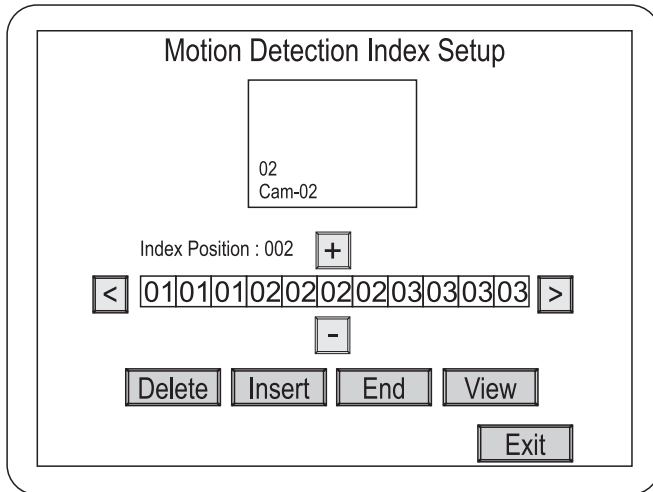 Motion Detection Index Setup
02
Cam-02
Index Position : 002 +
< 01 01 01 02 02 02 02 03 03 03 03 >
-
Delete Insert End View
Exit